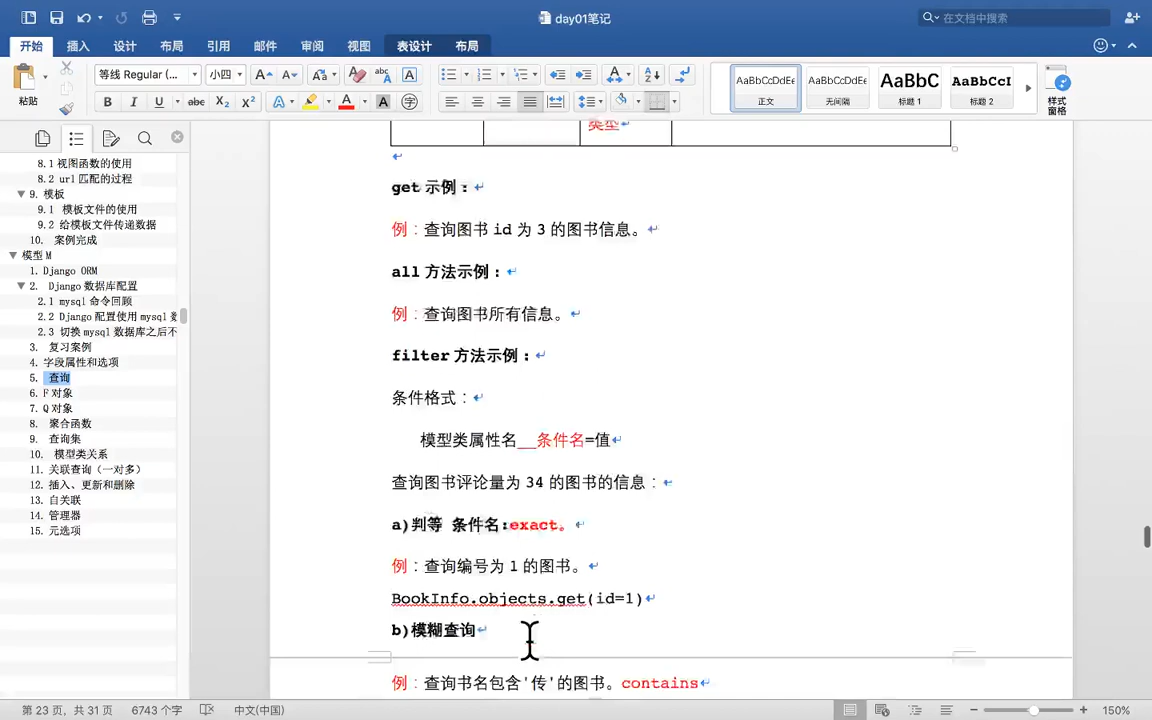 day01笔记
在文档中搜索
开始 插入 设计 布局 引用 邮件 审阅 视图 表设计 布局
粘贴
等线 Regular (... 小四
AaBbCcDdEe 正文
AaBbCcDdEe 无间隔
AaBbC 标题 1
AaBbCcI 标题 2
样式
窗格
8.1 视图函数的使用
8.2 url 匹配的过程
9. 模板
9.1 模板文件的使用
9.2 给模板文件传递数据
10. 案例完成
模型 M
1. Django ORM
2. Django 数据库配置
2.1 mysql 命令回顾
2.2 Django 配置使用 mysql 数
2.3 切换 mysql 数据库之后不
3. 复习案例
4. 字段属性和选项
5. 查询
6. F 对象
7. Q 对象
8. 聚合函数
9. 查询集
10. 模型类关系
11. 关联查询（一对多）
12. 插入、更新和删除
13. 自关联
14. 管理器
15. 元选项
类型
get 示例：
例：查询图书 id 为 3 的图书信息。
all 方法示例：
例：查询图书所有信息。
filter 方法示例：
条件格式：
模型类属性名__条件名=值
查询图书评论量为 34 的图书的信息：
a)判等 条件名:exact。
例：查询编号为 1 的图书。
BookInfo.objects.get(id=1)
b)模糊查询
例：查询书名包含'传'的图书。contains
第 23 页，共 31 页 6743 个字 中文(中国) 150%